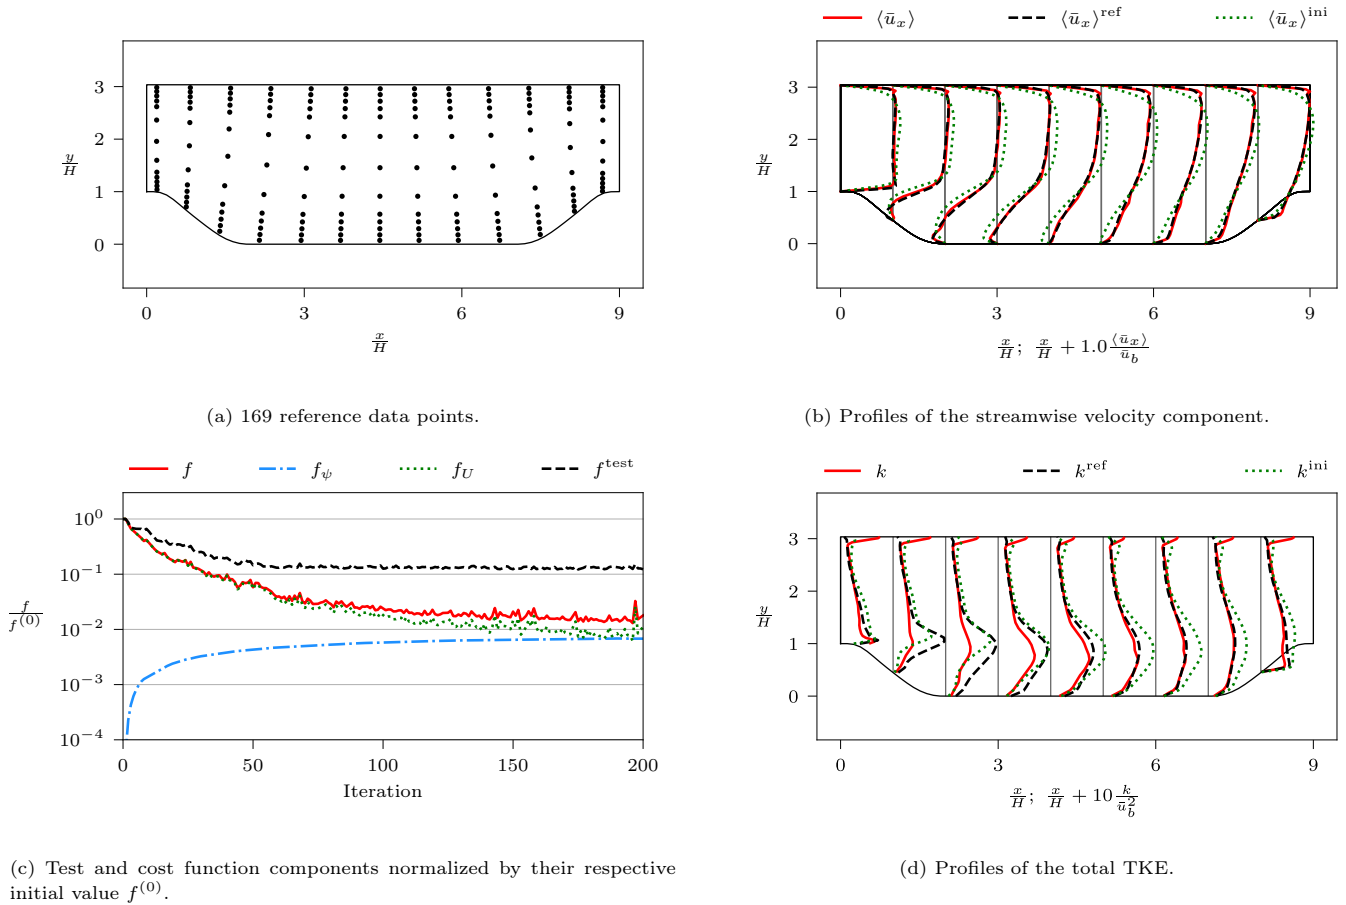 3
2
1
0
y/H
0 3 6 9
x/H
(a) 169 reference data points.
⟨ū_x⟩ ⟨ū_x⟩^ref ⟨ū_x⟩^ini
3
2
1
0
y/H
0 3 6 9
x/H; x/H + 1.0 ⟨ū_x⟩/ū_b
(b) Profiles of the streamwise velocity component.
f f_ψ f_U f^test
10^0
10^−1
10^−2
10^−3
10^−4
f/f^(0)
0 50 100 150 200
Iteration
(c) Test and cost function components normalized by their respective
initial value f^(0).
k k^ref k^ini
3
2
1
0
y/H
0 3 6 9
x/H; x/H + 10 k/ū_b^2
(d) Profiles of the total TKE.